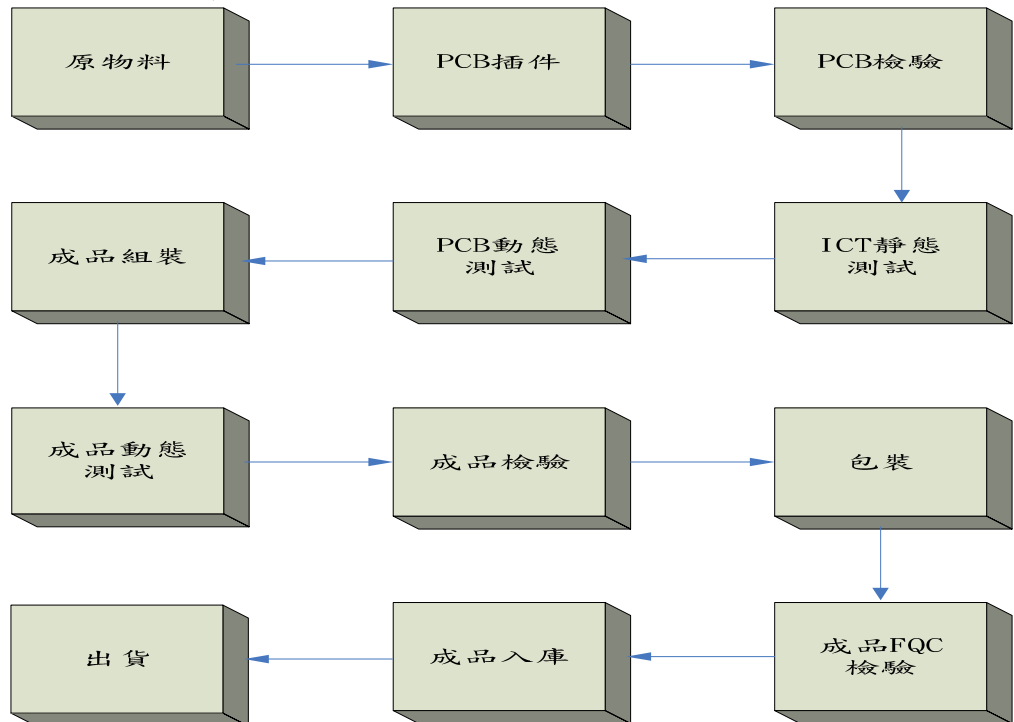 原物料
PCB插件
PCB檢驗
ICT靜態
測試
PCB動態
測試
成品組裝
成品動態
測試
成品檢驗
包裝
成品FQC
檢驗
成品入庫
出貨